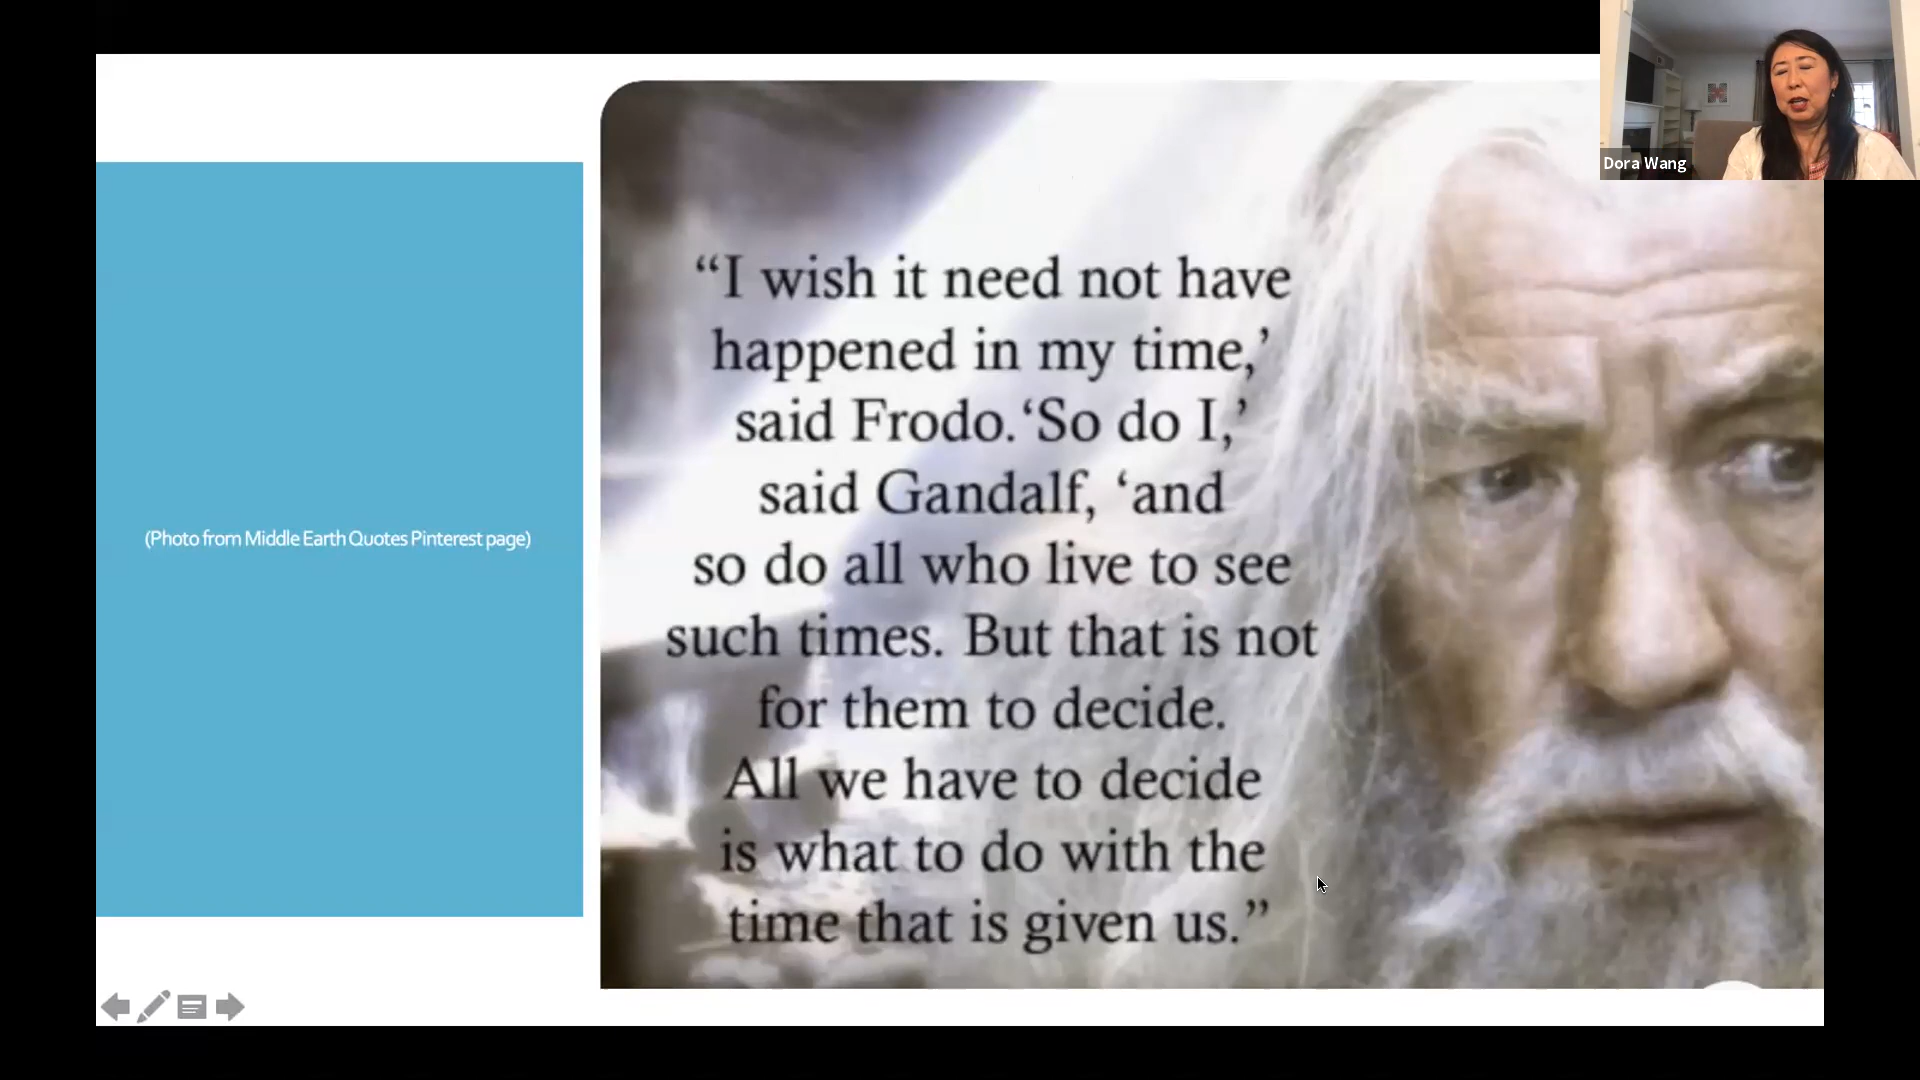 Dora Wang
(Photo from Middle Earth Quotes Pinterest page)
“I wish it need not have
happened in my time,’
said Frodo. ‘So do I,’
said Gandalf, ‘and
so do all who live to see
such times. But that is not
for them to decide.
All we have to decide
is what to do with the
time that is given us.”